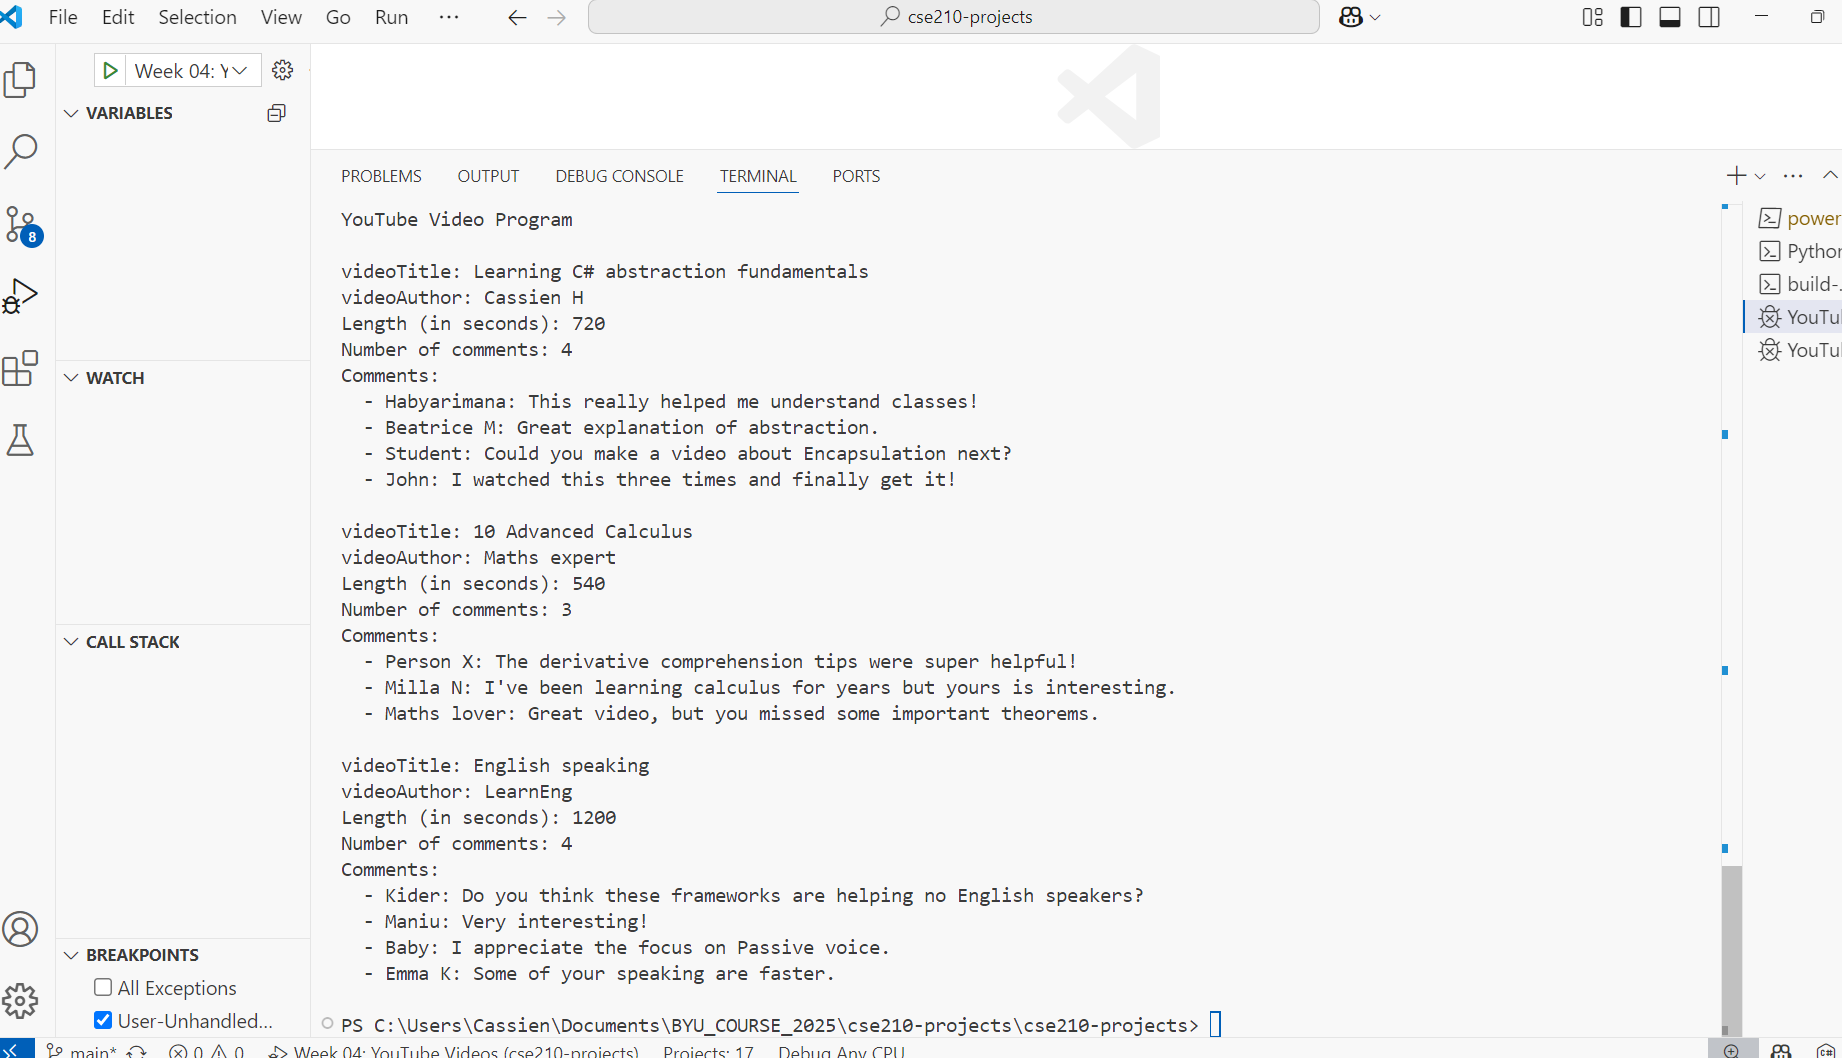 File Edit Selection View Go Run ...
cse210-projects
Week 04: Y
VARIABLES
WATCH
CALL STACK
BREAKPOINTS
All Exceptions
User-Unhandled...
8
PROBLEMS OUTPUT DEBUG CONSOLE TERMINAL PORTS
YouTube Video Program
videoTitle: Learning C# abstraction fundamentals
videoAuthor: Cassien H
Length (in seconds): 720
Number of comments: 4
Comments:
- Habyarimana: This really helped me understand classes!
- Beatrice M: Great explanation of abstraction.
- Student: Could you make a video about Encapsulation next?
- John: I watched this three times and finally get it!
videoTitle: 10 Advanced Calculus
videoAuthor: Maths expert
Length (in seconds): 540
Number of comments: 3
Comments:
- Person X: The derivative comprehension tips were super helpful!
- Milla N: I've been learning calculus for years but yours is interesting.
- Maths lover: Great video, but you missed some important theorems.
videoTitle: English speaking
videoAuthor: LearnEng
Length (in seconds): 1200
Number of comments: 4
Comments:
- Kider: Do you think these frameworks are helping no English speakers?
- Maniu: Very interesting!
- Baby: I appreciate the focus on Passive voice.
- Emma K: Some of your speaking are faster.
PS C:\Users\Cassien\Documents\BYU_COURSE_2025\cse210-projects\cse210-projects>
power
Python
build-.
YouTu
YouTu
main* 0 0 Week 04: YouTube Videos (cse210-projects) Projects: 17 Debug Any CPU